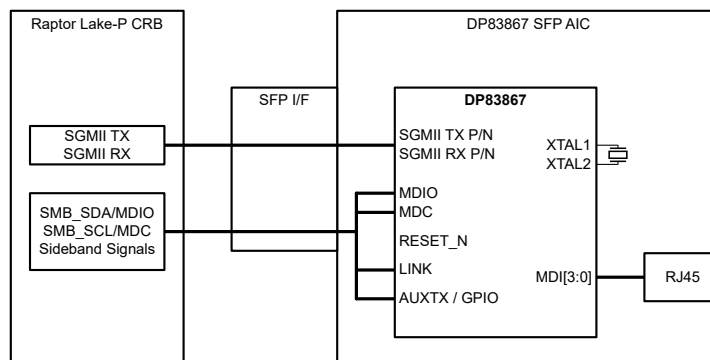 Raptor Lake-P CRB
DP83867 SFP AIC
SFP I/F
DP83867
SGMII TX
SGMII RX
SGMII TX P/N
SGMII RX P/N
XTAL1
XTAL2
SMB_SDA/MDIO
SMB_SCL/MDC
Sideband Signals
MDIO
MDC
RESET_N
LINK
AUXTX / GPIO
MDI[3:0]
RJ45